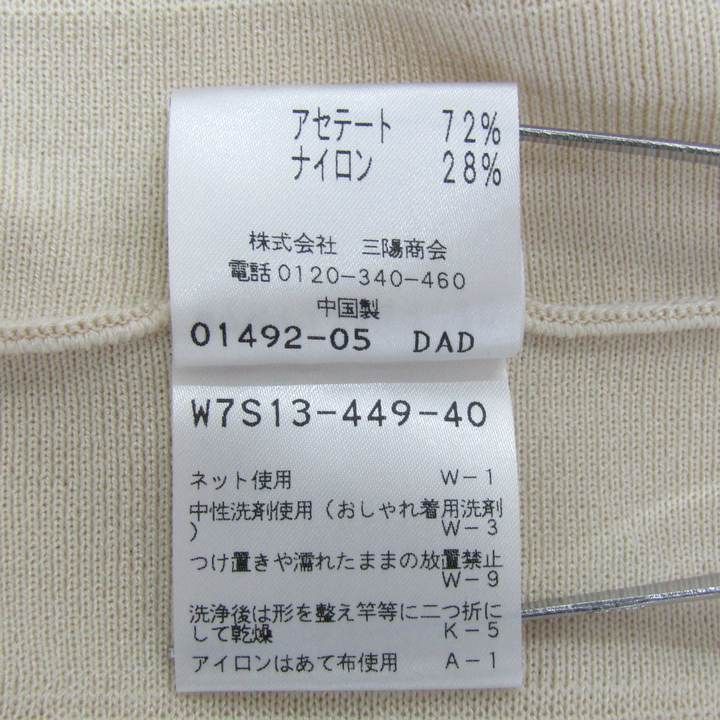 アセテート 72%
ナイロン 28%
株式会社 三陽商会
電話0120-340-460
中国製
01492-05 DAD
W7S13-449-40
ネット使用 W-1
中性洗剤使用（おしゃれ着用洗剤
） W-3
つけ置きや濡れたままの放置禁止
W-9
洗浄後は形を整え竿等に二つ折に
して乾燥 K-5
アイロンはあて布使用 A-1